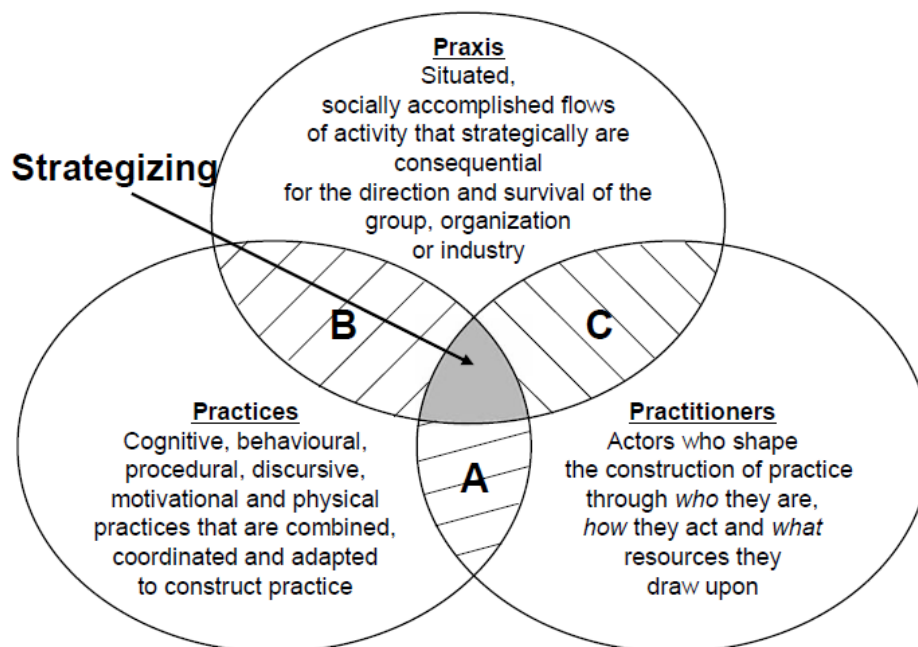 Praxis
Situated,
socially accomplished flows
of activity that strategically are
consequential
for the direction and survival of the
group, organization
or industry
Strategizing
B
C
Practices
Cognitive, behavioural,
procedural, discursive,
motivational and physical
practices that are combined,
coordinated and adapted
to construct practice
A
Practitioners
Actors who shape
the construction of practice
through who they are,
how they act and what
resources they
draw upon